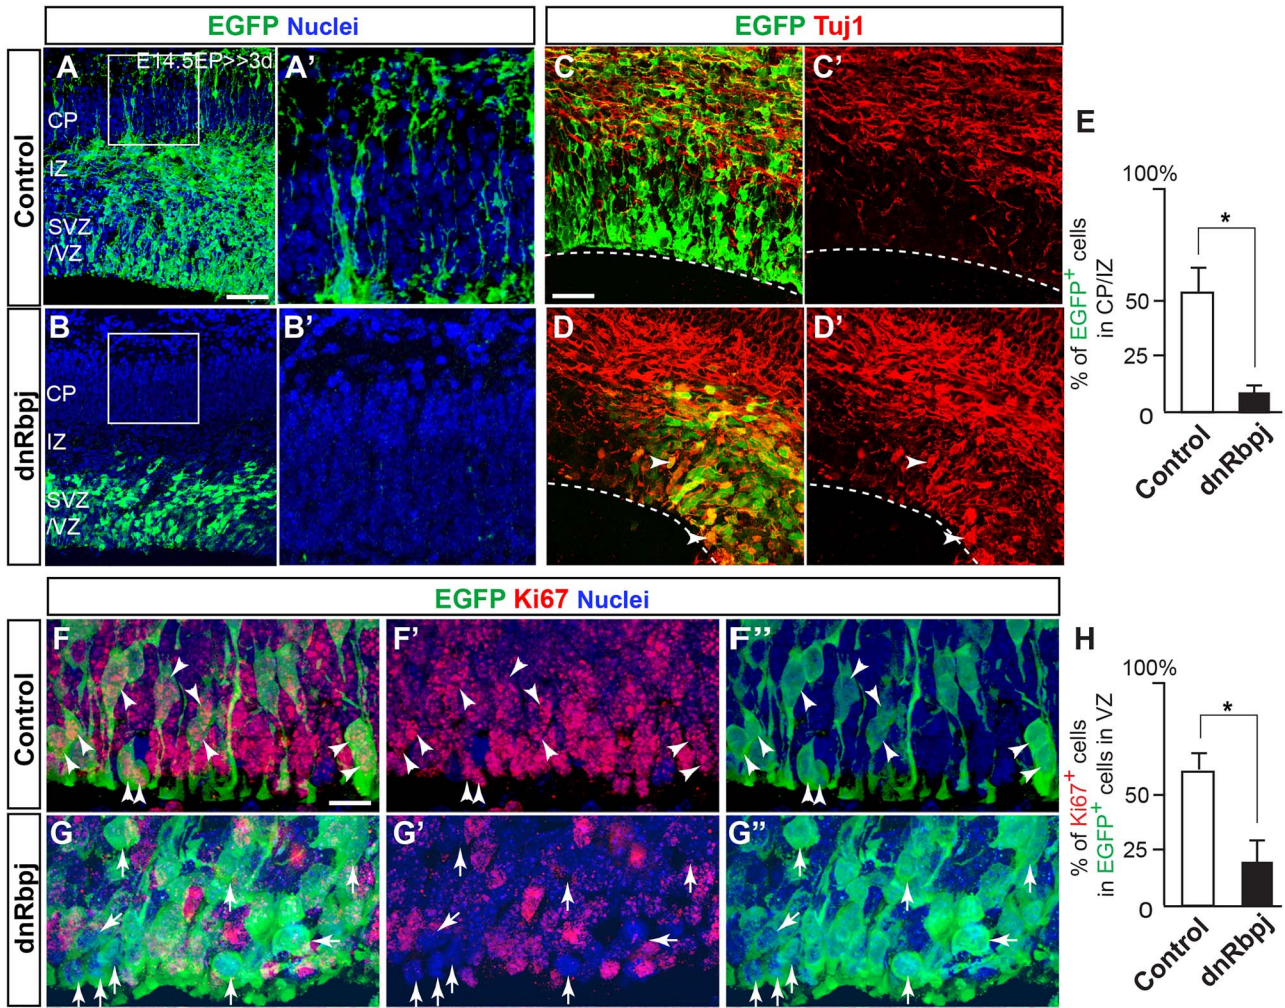 EGFP Nuclei
EGFP Tuj1
Control
A
E14.5EP>>3d
CP
IZ
SVZ
/VZ
A’
C
C’
dnRbpj
B
CP
IZ
SVZ
/VZ
B’
D
D’
E
100%
50
25
0
% of EGFP+ cells
in CP/IZ
*
Control
dnRbpj
EGFP Ki67 Nuclei
Control
F
F’
F’’
dnRbpj
G
G’
G’’
H
100%
50
25
0
% of Ki67+ cells
in EGFP+ cells in VZ
*
Control
dnRbpj